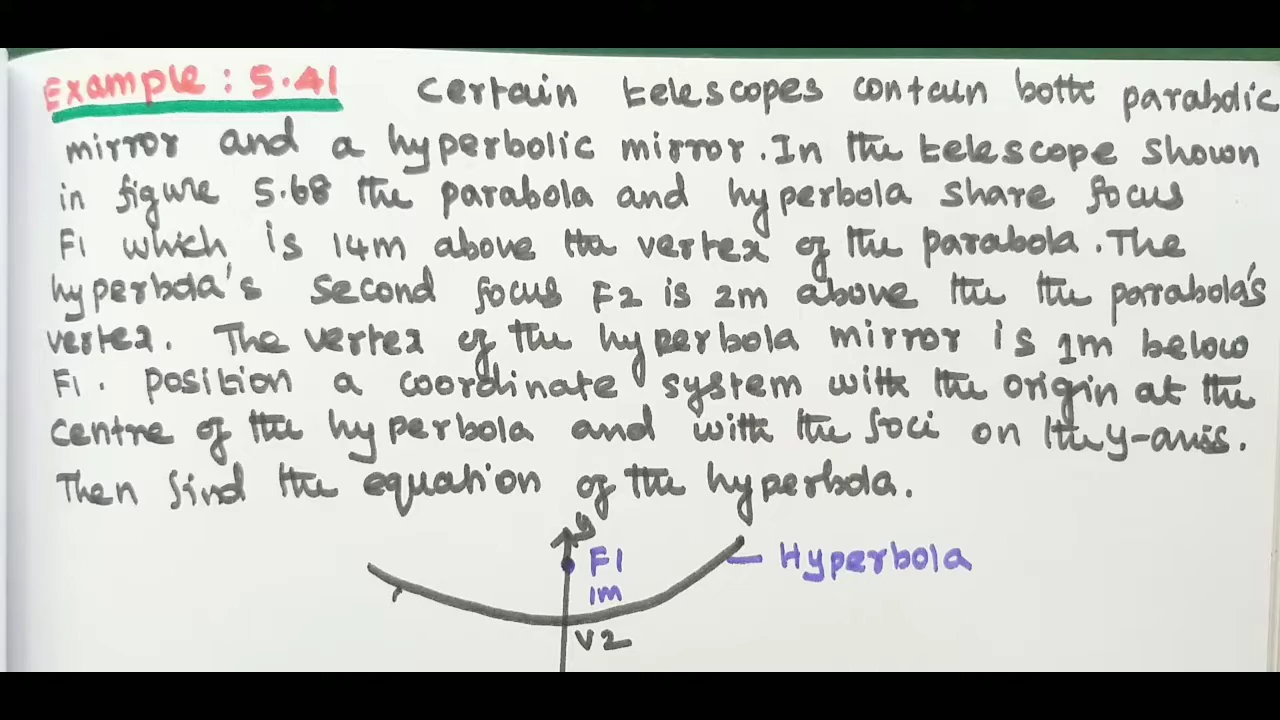 Example : 5.41 Certain telescopes contain both parabolic
mirror and a hyperbolic mirror. In the telescope shown
in figure 5.68 the parabola and hyperbola share focus
F1 which is 14m above the vertex of the parabola. The
hyperbola's second focus F2 is 2m above the the parabola's
vertex. The vertex of the hyperbola mirror is 1m below
F1. Position a coordinate system with the origin at the
centre of the hyperbola and with the foci on the y-axis.
Then find the equation of the hyperbola.
y
F1
Hyperbola
1m
V2